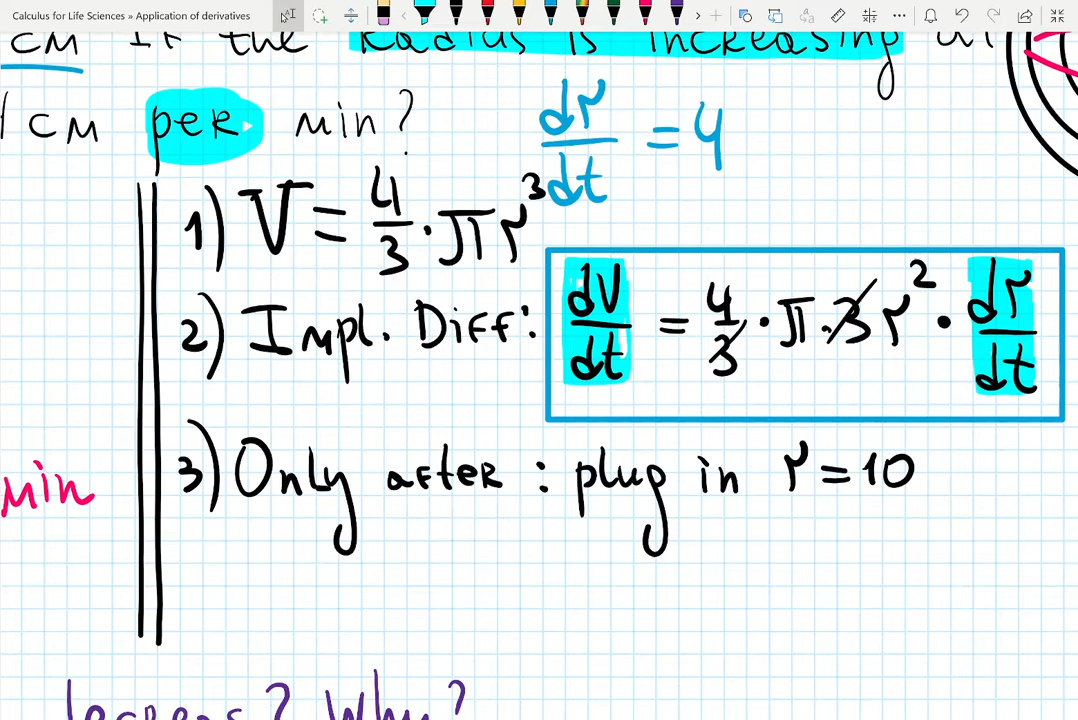 Calculus for Life Sciences » Application of derivatives
cm if the Radius is increasing
cm per min? dr/dt = 4
1) V = 4/3 · π r³
2) Impl. Diff: dV/dt = 4/3 · π · 3 r² · dr/dt
3) Only after : plug in r = 10
min
? Why?